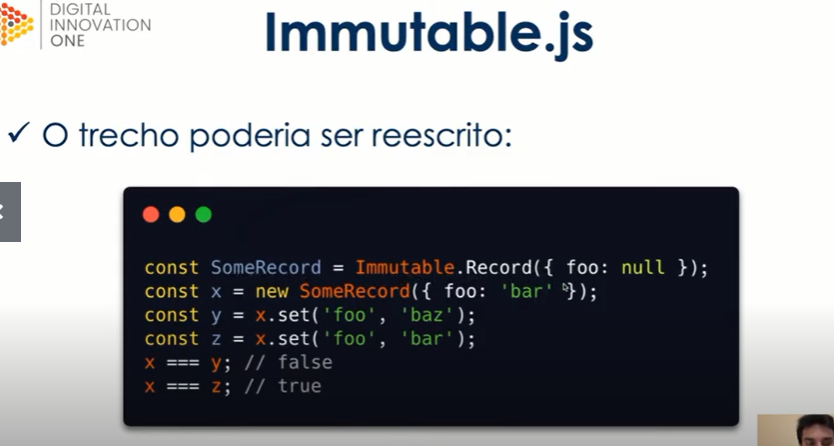 DIGITAL
INNOVATION
ONE
Immutable.js
✓ O trecho poderia ser reescrito:
const SomeRecord = Immutable.Record({ foo: null });
const x = new SomeRecord({ foo: 'bar' });
const y = x.set('foo', 'baz');
const z = x.set('foo', 'bar');
x === y; // false
x === z; // true